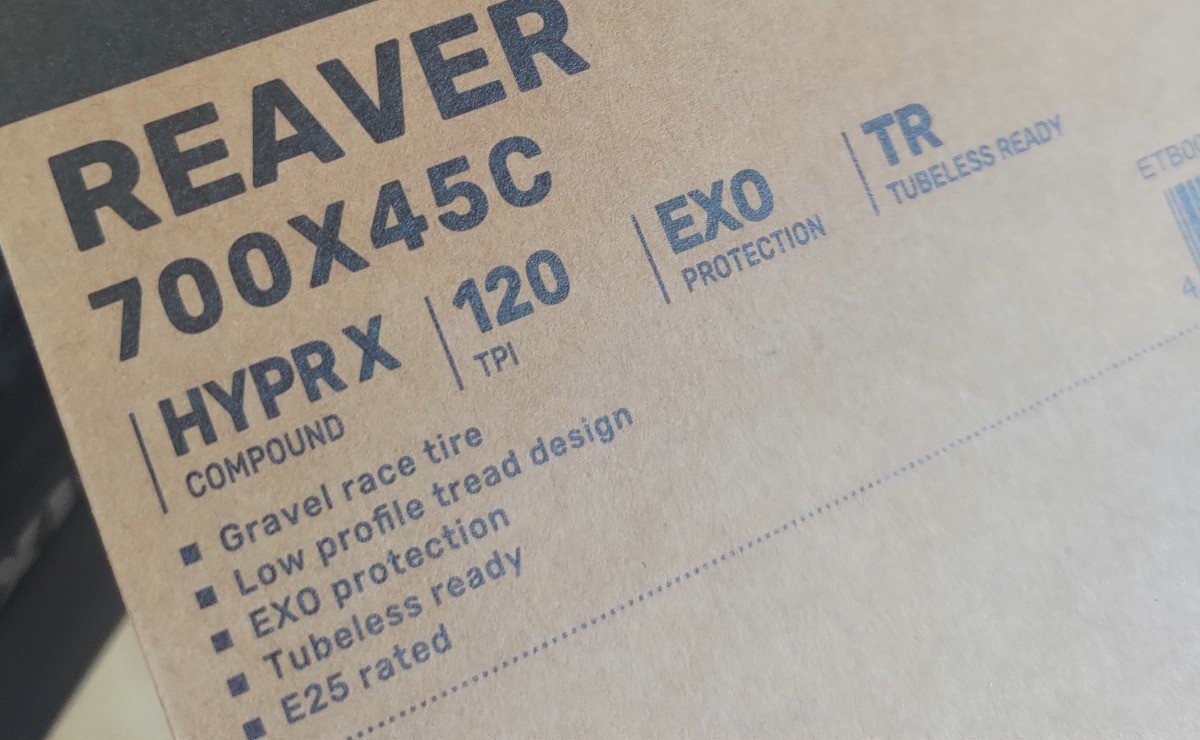 REAVER
700X45C
HYPR X
COMPOUND
120
TPI
EXO
PROTECTION
TR
TUBELESS READY
Gravel race tire
Low profile tread design
EXO protection
Tubeless ready
E25 rated
4